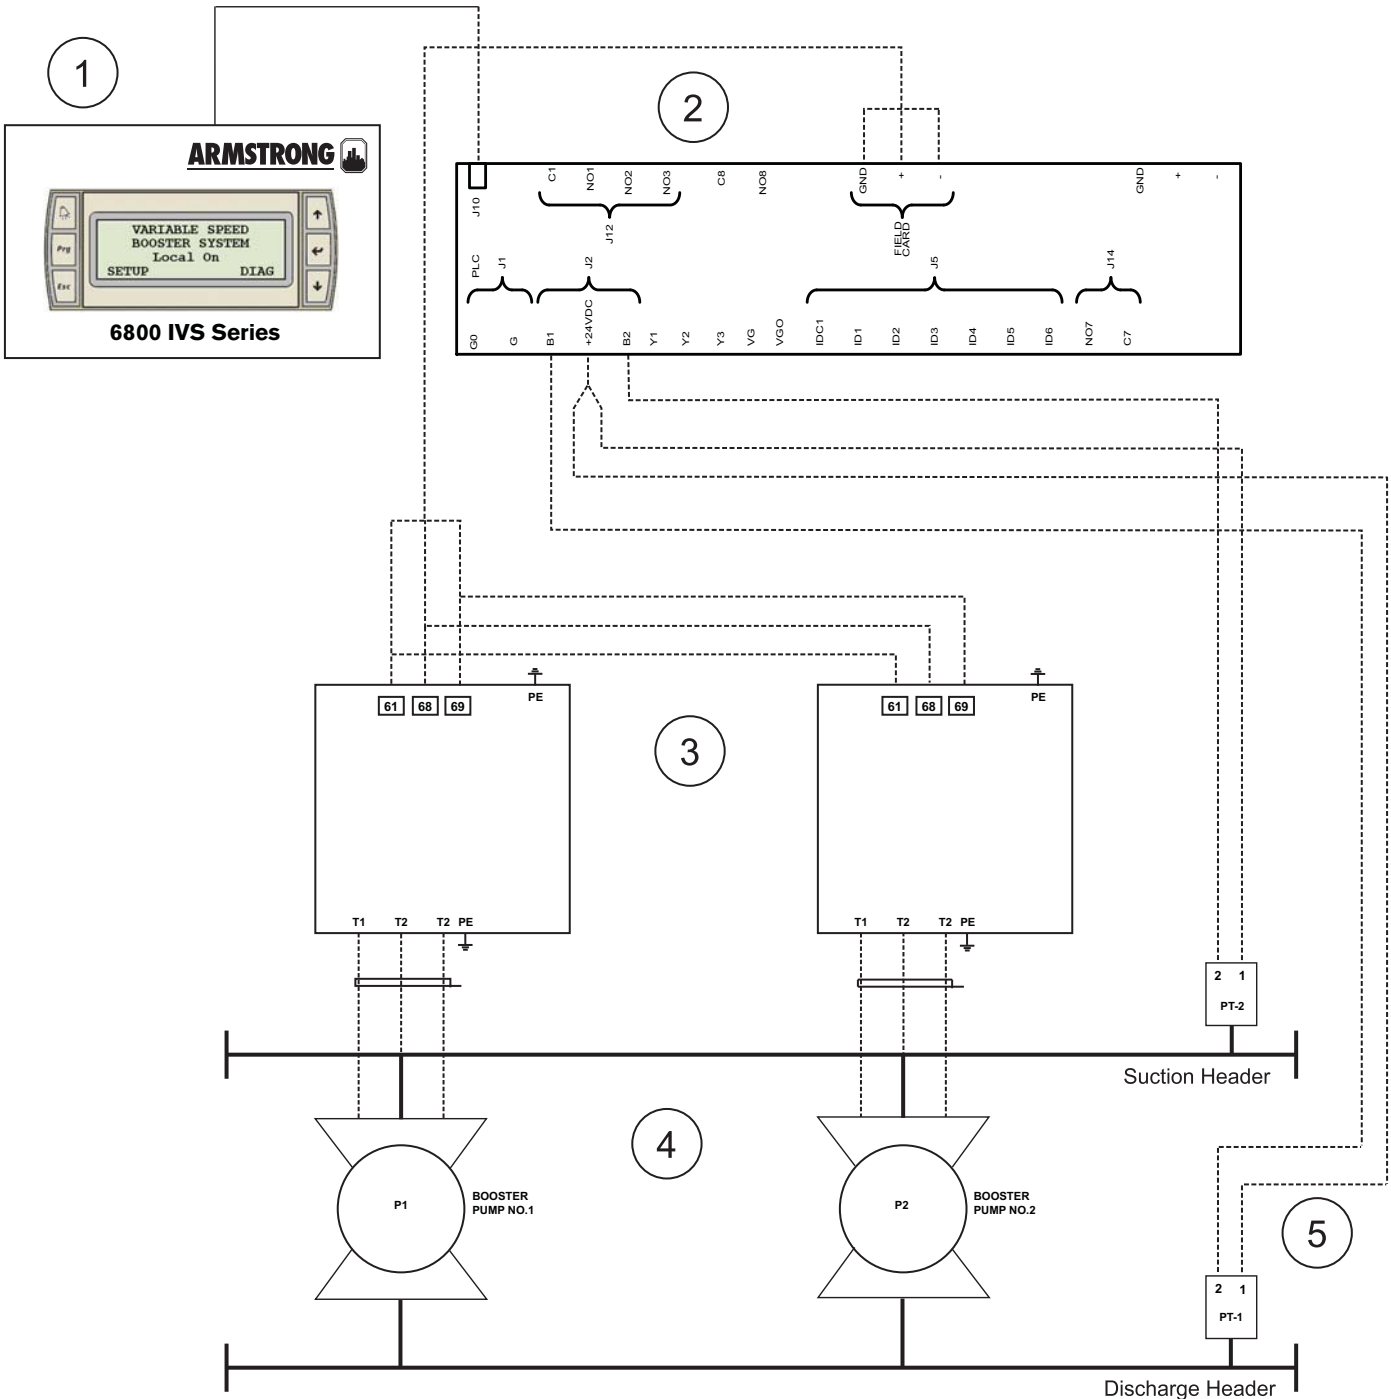 1
ARMSTRONG
VARIABLE SPEED
BOOSTER SYSTEM
Local On
SETUP DIAG
Prg
Esc
6800 IVS Series
2
J10
C1
NO1
NO2
NO3
C8
NO8
GND
+
-
GND
+
-
J12
FIELD
CARD
PLC
J1
J2
J5
J14
G0
G
B1
+24VDC
B2
Y1
Y2
Y3
VG
VGO
IDC1
ID1
ID2
ID3
ID4
ID5
ID6
NO7
C7
61 68 69
PE
61 68 69
PE
3
T1 T2 T2 PE
T1 T2 T2 PE
2 1
PT-2
Suction Header
4
P1
BOOSTER
PUMP NO.1
P2
BOOSTER
PUMP NO.2
5
2 1
PT-1
Discharge Header